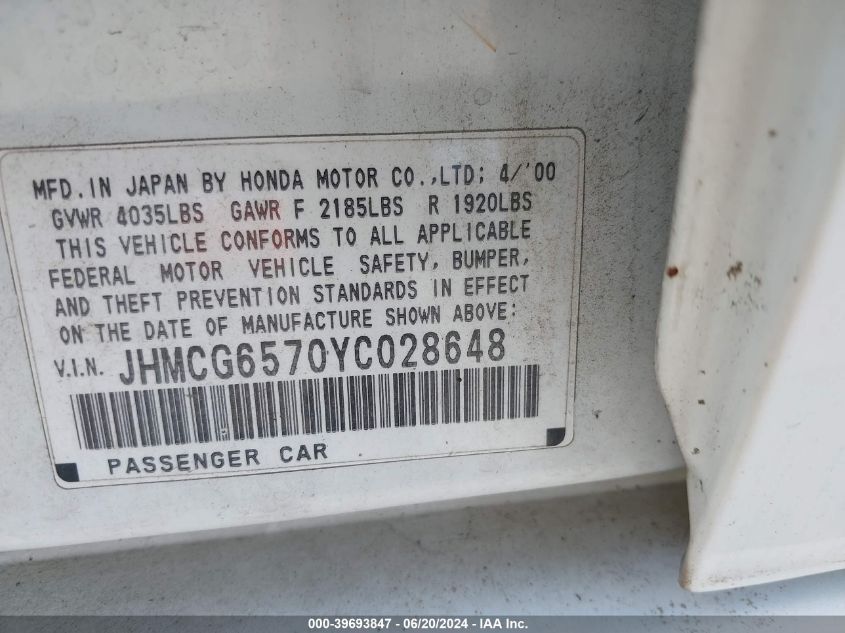 MFD.IN JAPAN BY HONDA MOTOR CO.,LTD; 4/'00
GVWR 4035LBS GAWR F 2185LBS R 1920LBS
THIS VEHICLE CONFORMS TO ALL APPLICABLE
FEDERAL MOTOR VEHICLE SAFETY, BUMPER,
AND THEFT PREVENTION STANDARDS IN EFFECT
ON THE DATE OF MANUFACTURE SHOWN ABOVE:
V.I.N. JHMCG6570YC028648
PASSENGER CAR
000-39693847 - 06/20/2024 - IAA Inc.